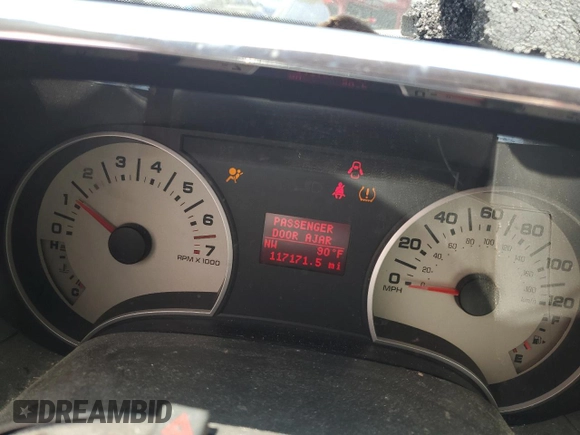 PASSENGER
DOOR AJAR
NW 90°F
117171.5 mi
0 1 2 3 4 5 6 7
RPM X 1000
H
C
0 20 40 60 80 100 120
MPH
F
E
DREAMBID